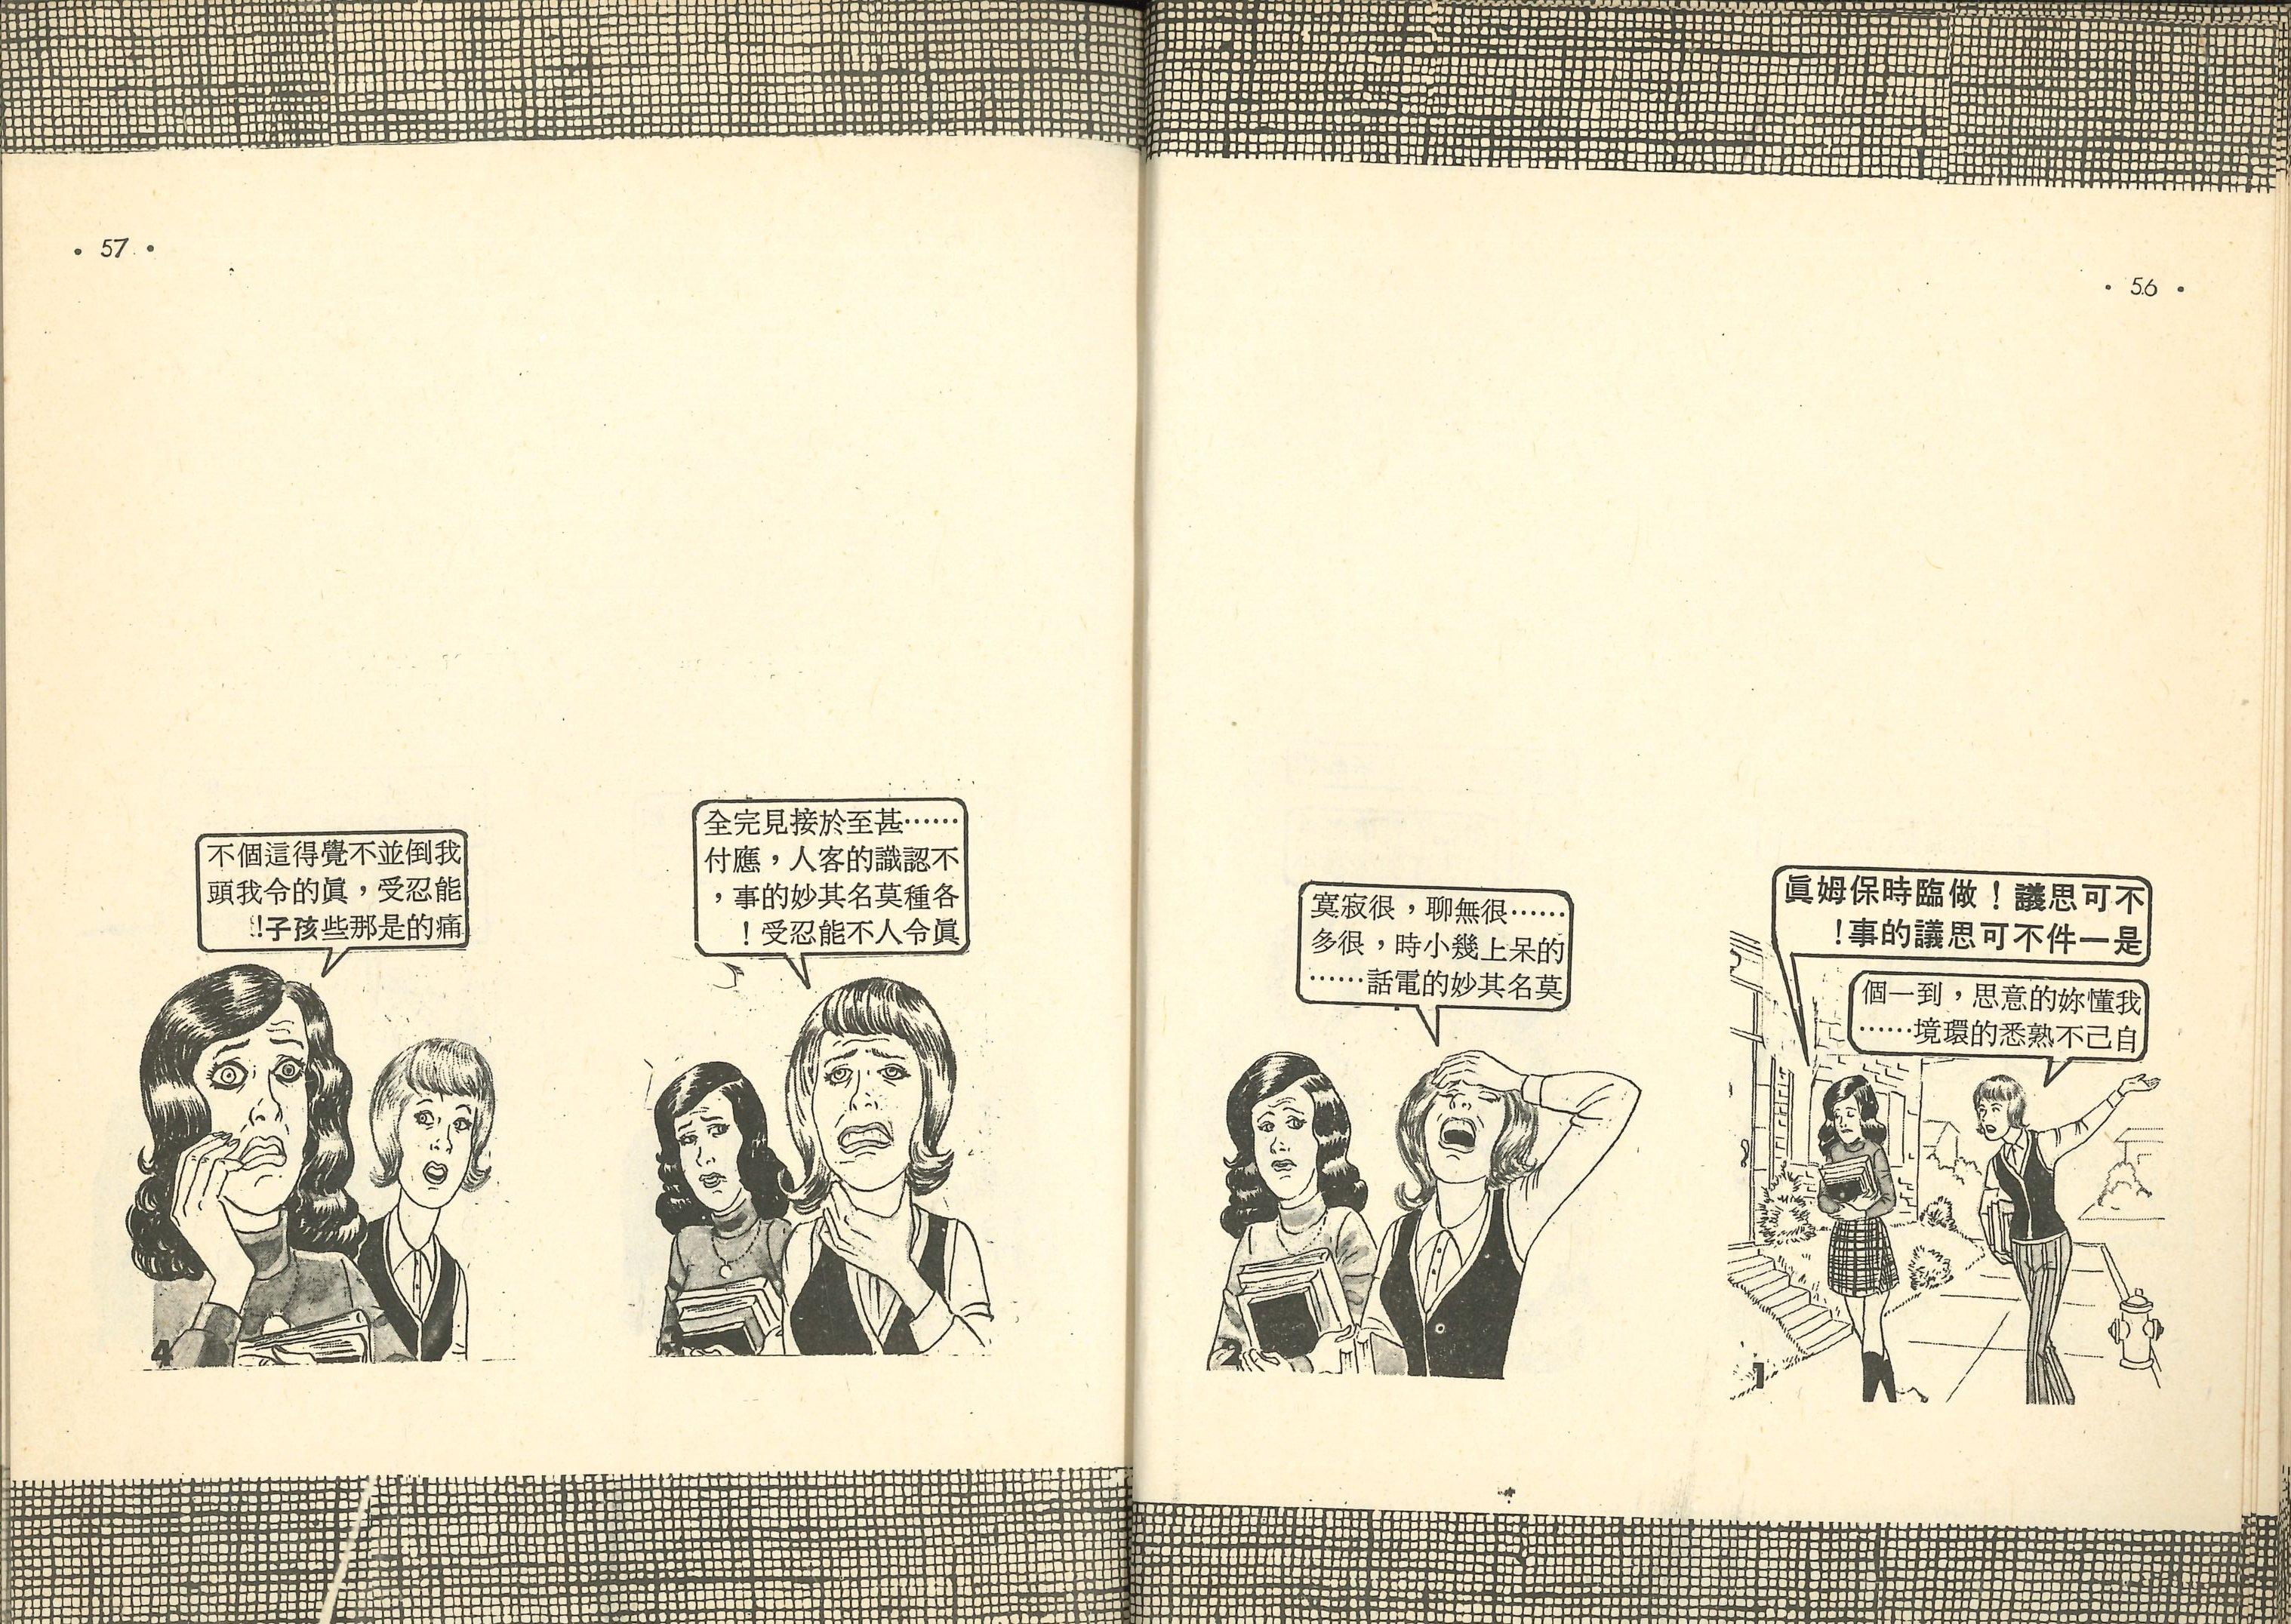 • 56 •
不可思議！做臨時保姆眞
是一件不可思議的事！
我懂妳的意思，到一個
自己不熟悉的環境……
1
……很無聊，很寂寞
的呆上幾小時，很多
莫名其妙的電話……
2
• 57 •
……甚至於接見完全
不認識的客人，應付
各種莫名其妙的事，
眞令人不能忍受！
我倒並不覺得這個不
能忍受，眞的令我頭
痛的是那些孩子!!
4